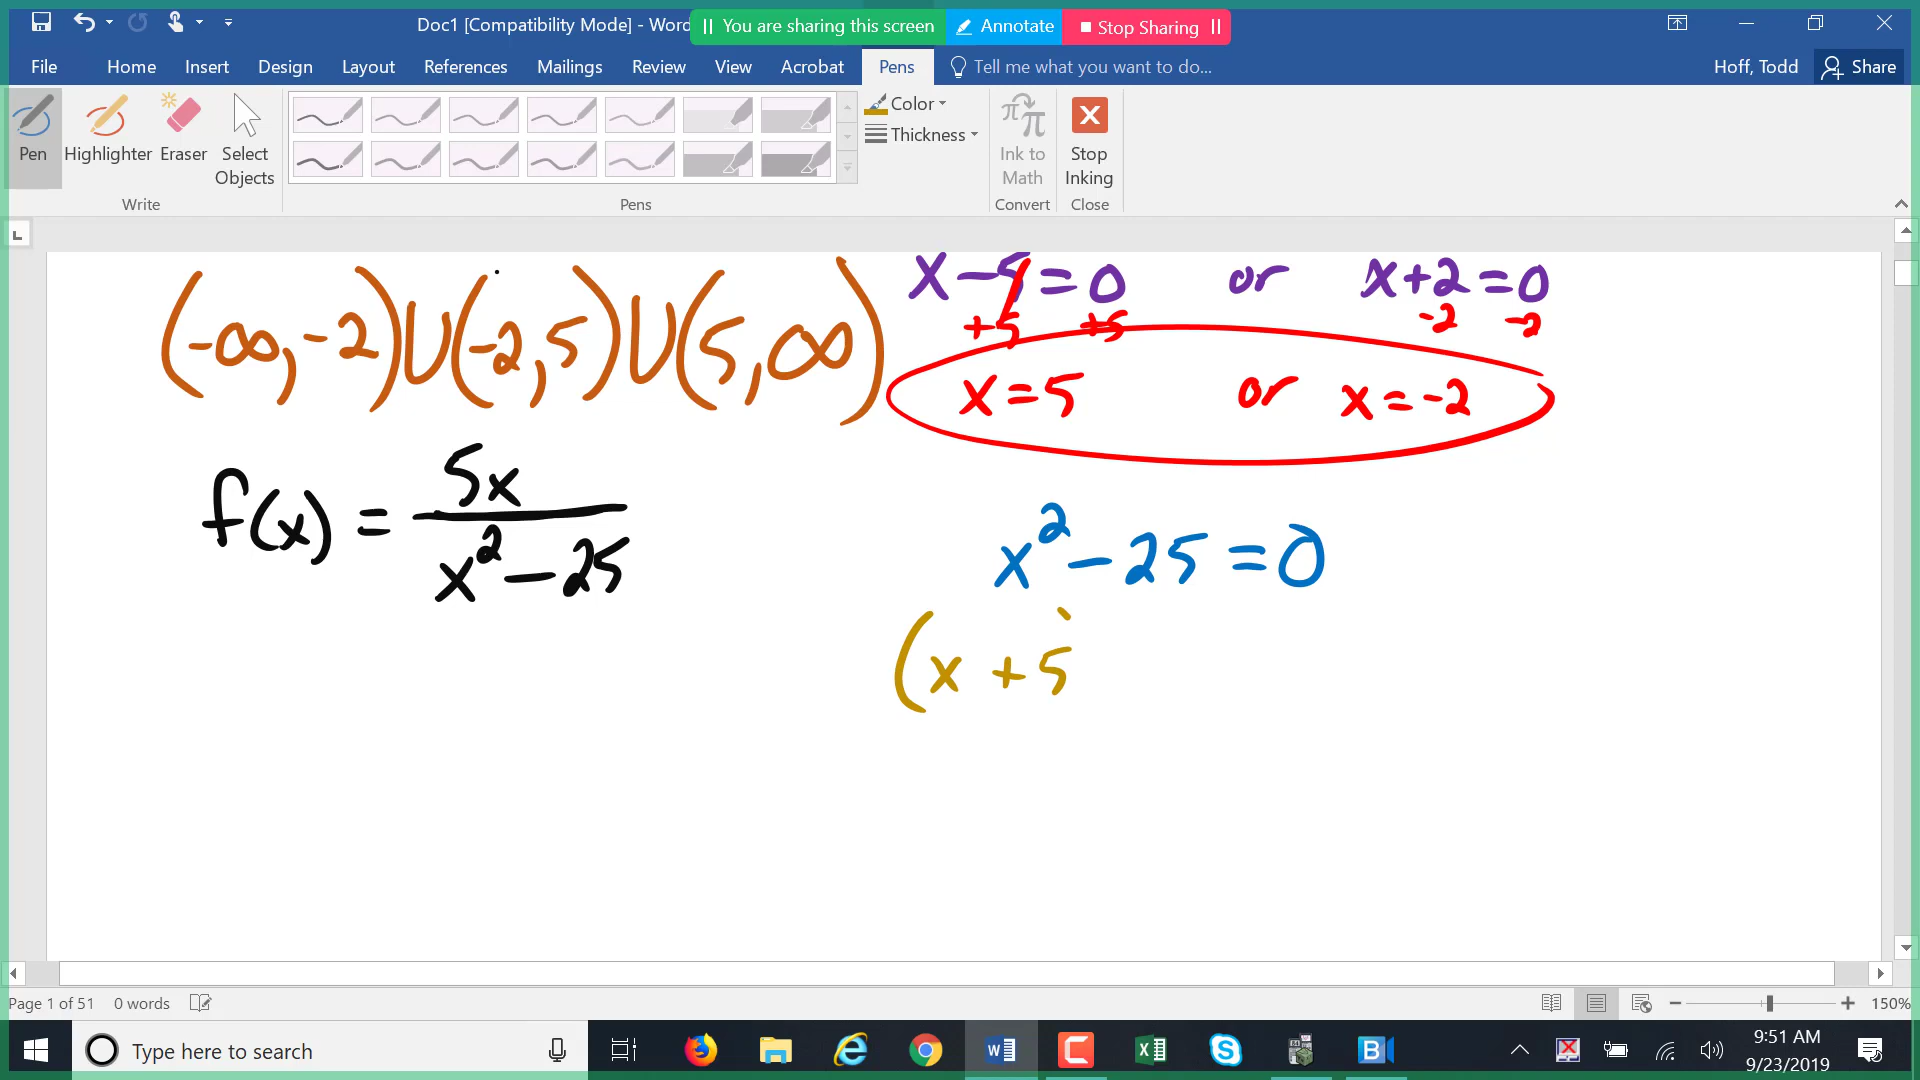 Doc1 [Compatibility Mode] - Word
You are sharing this screen
Annotate
Stop Sharing
File Home Insert Design Layout References Mailings Review View Acrobat Pens Tell me what you want to do... Hoff, Todd Share
Pen Highlighter Eraser Select Objects
Color
Thickness
Ink to Math
Stop Inking
Write Pens Convert Close
(-∞,-2)∪(-2,5)∪(5,∞)
x-5=0 or x+2=0
+5 +5 -2 -2
x=5 or x=-2
f(x) = 5x / x²-25
x²-25=0
(x +5
Page 1 of 51 0 words 150%
Type here to search
9:51 AM
9/23/2019